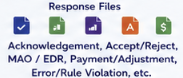 Response Files
A
$
Acknowledgement, Accept/Reject,
MAO / EDR, Payment/Adjustment,
Error/Rule Violation, etc.